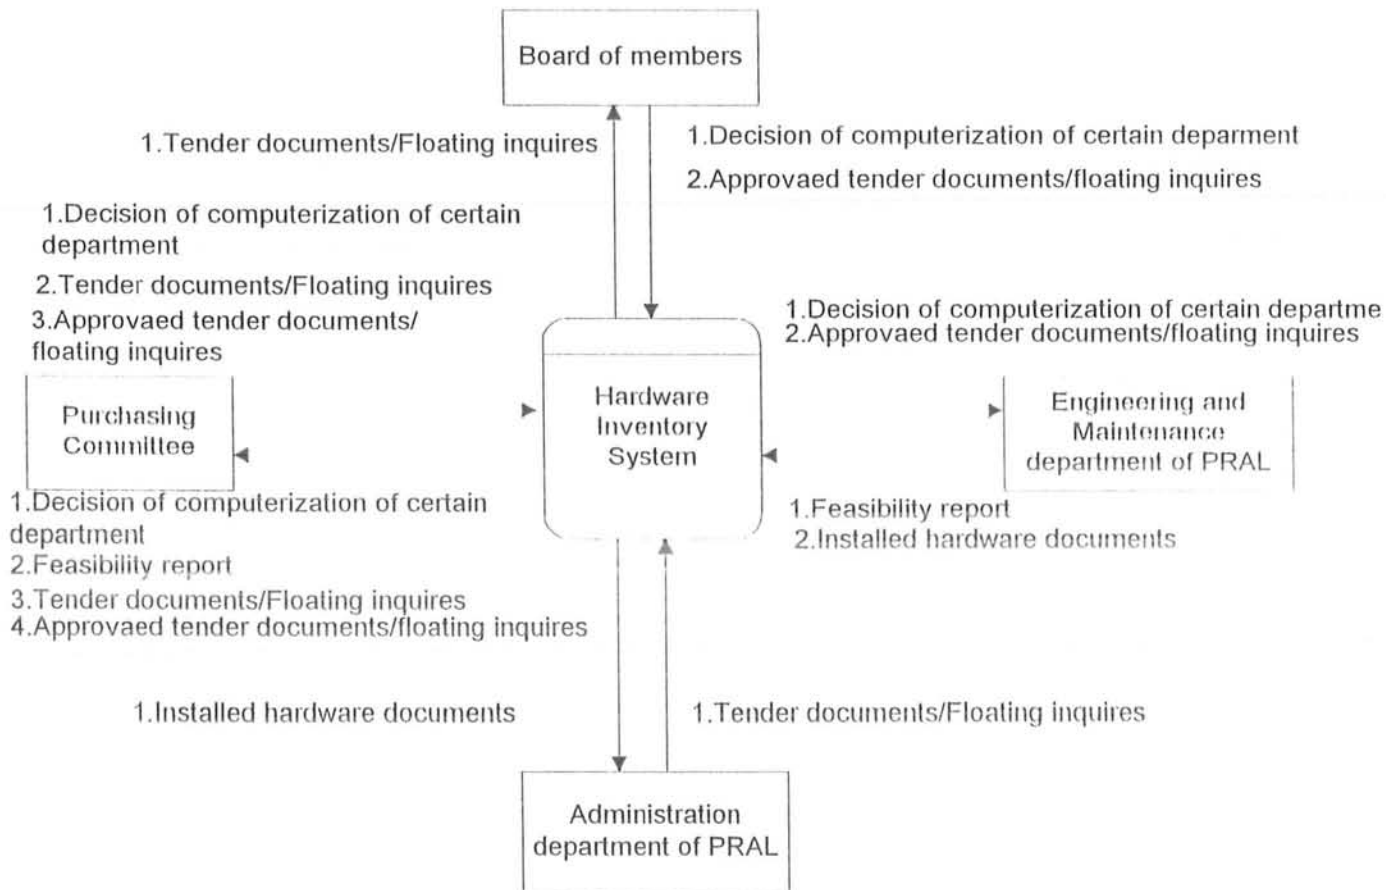 Board of members
1.Tender documents/Floating inquires
1.Decision of computerization of certain deparment
2.Approvaed tender documents/floating inquires
1.Decision of computerization of certain
department
2.Tender documents/Floating inquires
3.Approvaed tender documents/
floating inquires
1.Decision of computerization of certain departme
2.Approvaed tender documents/floating inquires
Purchasing
Committee
Hardware
Inventory
System
Engineering and
Maintenance
department of PRAL
1.Decision of computerization of certain
department
2.Feasibility report
3.Tender documents/Floating inquires
4.Approvaed tender documents/floating inquires
1.Feasibility report
2.Installed hardware documents
1.Installed hardware documents
1.Tender documents/Floating inquires
Administration
department of PRAL